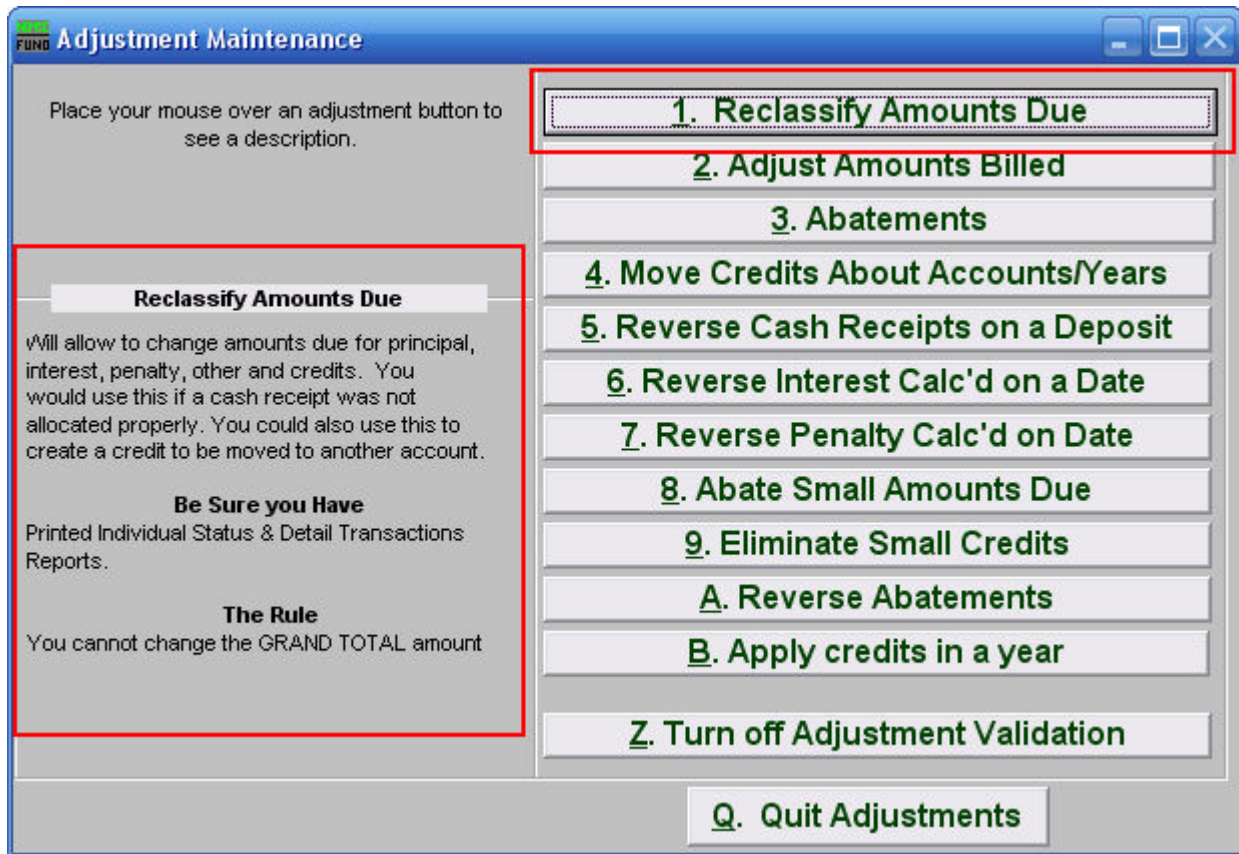 FUND Adjustment Maintenance
Place your mouse over an adjustment button to
see a description.
Reclassify Amounts Due
Will allow to change amounts due for principal,
interest, penalty, other and credits. You
would use this if a cash receipt was not
allocated properly. You could also use this to
create a credit to be moved to another account.
Be Sure you Have
Printed Individual Status & Detail Transactions
Reports.
The Rule
You cannot change the GRAND TOTAL amount
1. Reclassify Amounts Due
2. Adjust Amounts Billed
3. Abatements
4. Move Credits About Accounts/Years
5. Reverse Cash Receipts on a Deposit
6. Reverse Interest Calc'd on a Date
7. Reverse Penalty Calc'd on Date
8. Abate Small Amounts Due
9. Eliminate Small Credits
A. Reverse Abatements
B. Apply credits in a year
Z. Turn off Adjustment Validation
Q. Quit Adjustments